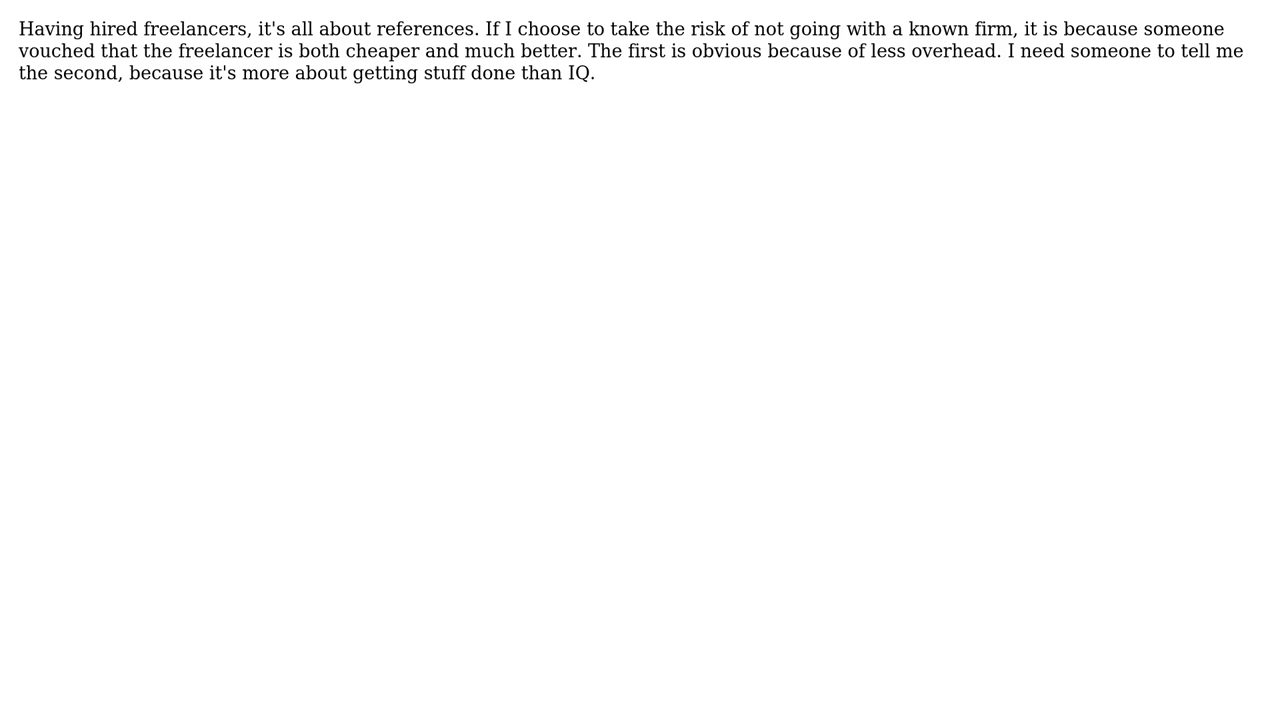 Having hired freelancers, it's all about references. If I choose to take the risk of not going with a known firm, it is because someone
vouched that the freelancer is both cheaper and much better. The first is obvious because of less overhead. I need someone to tell me
the second, because it's more about getting stuff done than IQ.